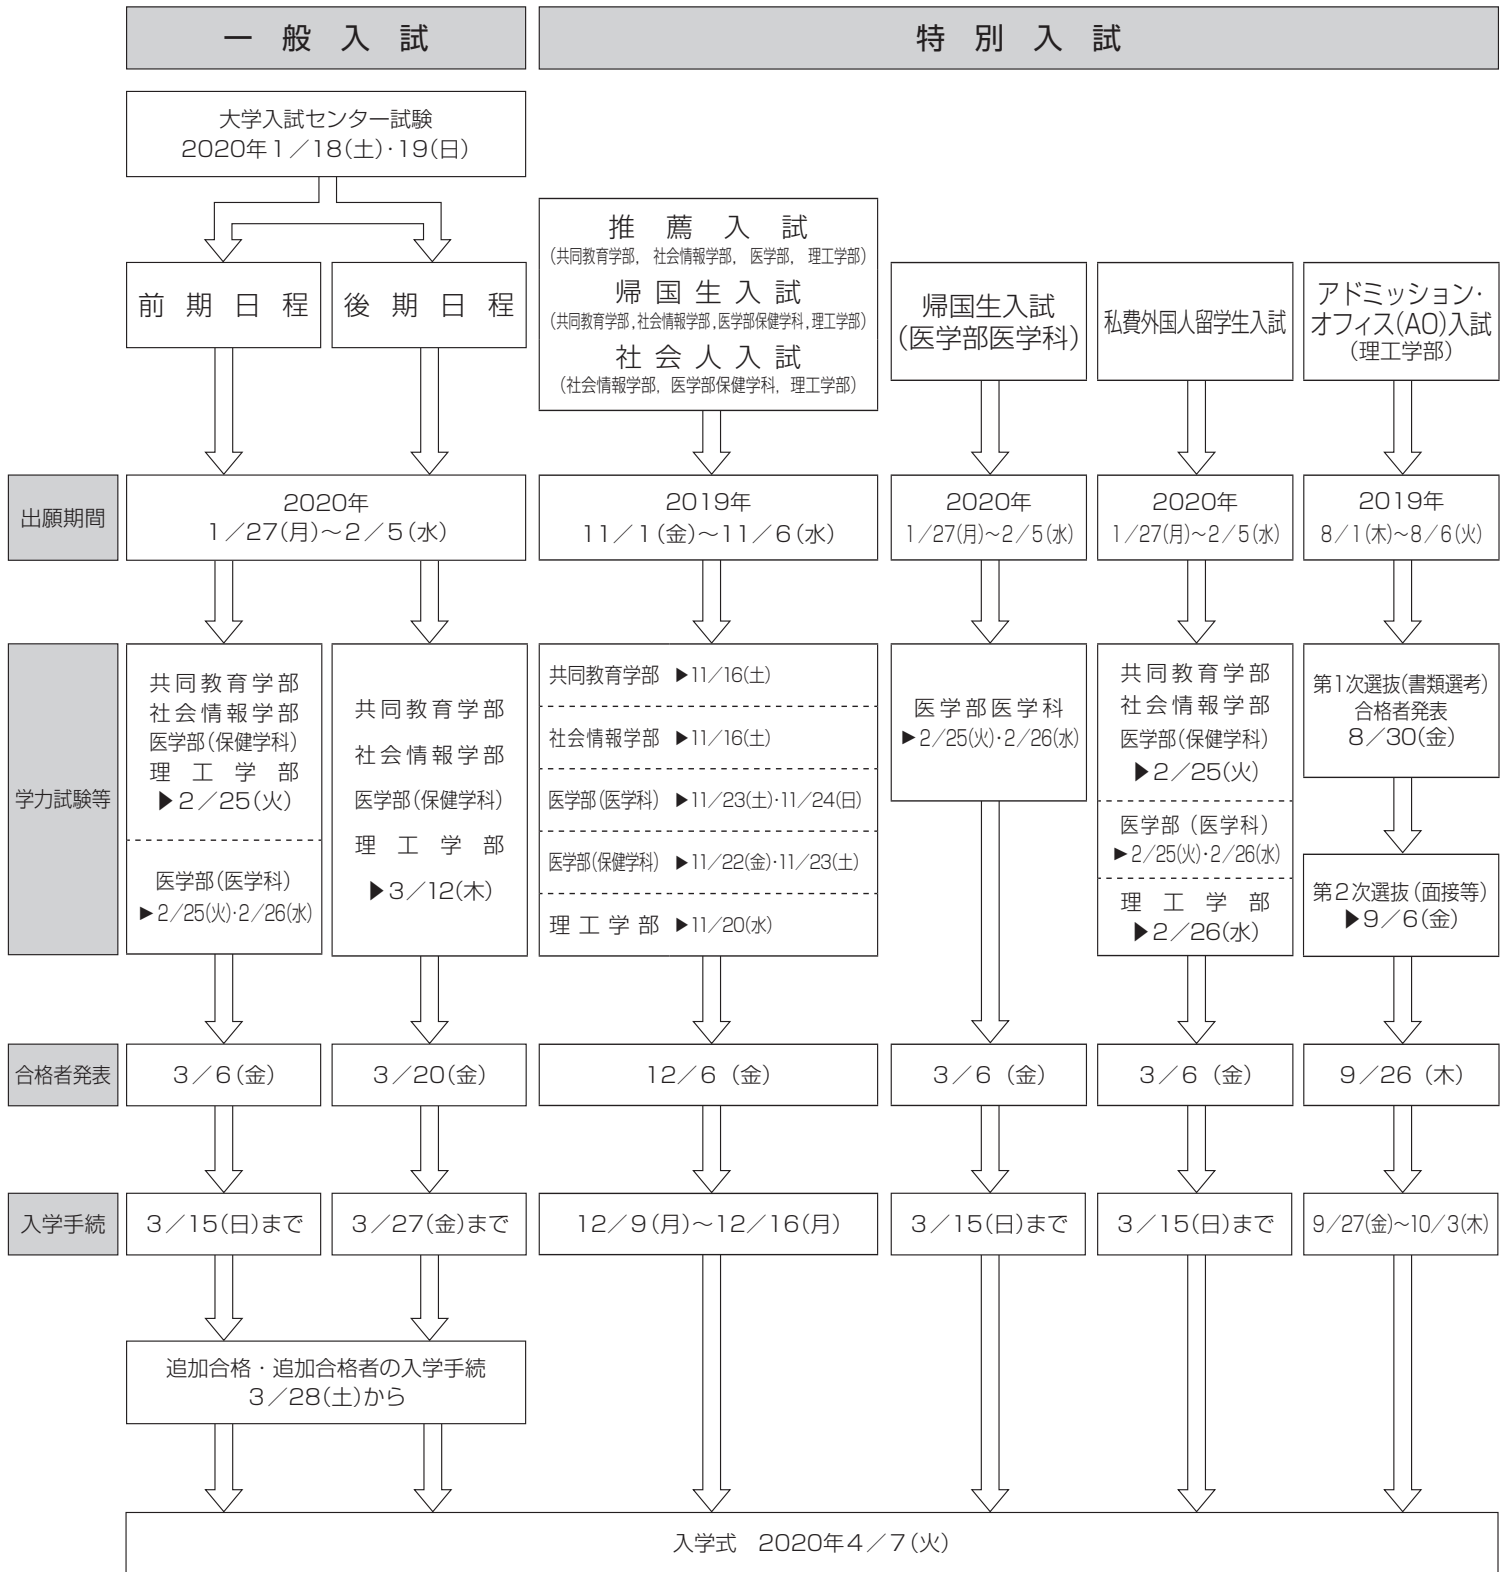 一般入試
特別入試
大学入試センター試験
2020年1／18(土)・19(日)
前期日程
後期日程
推薦入試
(共同教育学部, 社会情報学部, 医学部, 理工学部)
帰国生入試
(共同教育学部,社会情報学部,医学部保健学科,理工学部)
社会人入試
(社会情報学部, 医学部保健学科, 理工学部)
帰国生入試
(医学部医学科)
私費外国人留学生入試
アドミッション・
オフィス(AO)入試
(理工学部)
出願期間
2020年
1／27(月)～2／5(水)
2019年
11／1(金)～11／6(水)
2020年
1／27(月)～2／5(水)
2020年
1／27(月)～2／5(水)
2019年
8／1(木)～8／6(火)
学力試験等
共同教育学部
社会情報学部
医学部(保健学科)
理工学部
▶2／25(火)
医学部(医学科)
▶2／25(火)・2／26(水)
共同教育学部
社会情報学部
医学部(保健学科)
理工学部
▶3／12(木)
共同教育学部 ▶11／16(土)
社会情報学部 ▶11／16(土)
医学部(医学科) ▶11／23(土)・11／24(日)
医学部(保健学科) ▶11／22(金)・11／23(土)
理工学部 ▶11／20(水)
医学部医学科
▶2／25(火)・2／26(水)
共同教育学部
社会情報学部
医学部(保健学科)
▶2／25(火)
医学部(医学科)
▶2／25(火)・2／26(水)
理工学部
▶2／26(水)
第1次選抜(書類選考)
合格者発表
8／30(金)
第2次選抜(面接等)
▶9／6(金)
合格者発表
3／6(金)
3／20(金)
12／6(金)
3／6(金)
3／6(金)
9／26(木)
入学手続
3／15(日)まで
3／27(金)まで
12／9(月)～12／16(月)
3／15(日)まで
3／15(日)まで
9／27(金)～10／3(木)
追加合格・追加合格者の入学手続
3／28(土)から
入学式 2020年4／7(火)